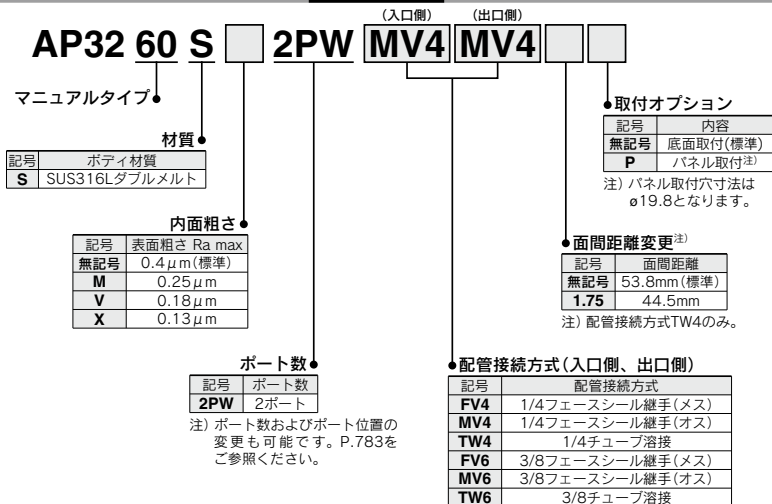 (入口側) (出口側)
AP32 60 S 2PW MV4 MV4
マニュアルタイプ
材質
記号 ボディ材質
S SUS316Lダブルメルト
内面粗さ
記号 表面粗さ Ra max
無記号 0.4μm(標準)
M 0.25μm
V 0.18μm
X 0.13μm
ポート数
記号 ポート数
2PW 2ポート
注) ポート数およびポート位置の
変更も可能です。P.783を
ご参照ください。
取付オプション
記号 内容
無記号 底面取付(標準)
P パネル取付注)
注) パネル取付穴寸法は
ø19.8となります。
面間距離変更注)
記号 面間距離
無記号 53.8mm(標準)
1.75 44.5mm
注) 配管接続方式TW4のみ。
配管接続方式(入口側、出口側)
記号 配管接続方式
FV4 1/4フェースシール継手(メス)
MV4 1/4フェースシール継手(オス)
TW4 1/4チューブ溶接
FV6 3/8フェースシール継手(メス)
MV6 3/8フェースシール継手(オス)
TW6 3/8チューブ溶接